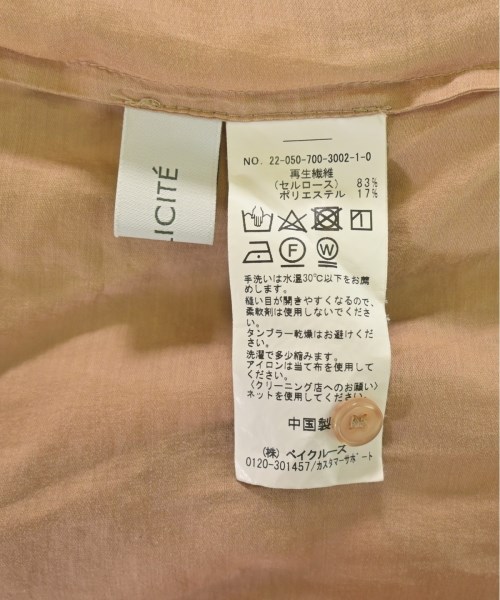 LICITÉ
NO. 22-050-700-3002-1-0
再生繊維
(セルロース) 83%
ポリエステル 17%
F W
手洗いは水温30℃以下をお薦
めします。
縫い目が開きやすくなるので、
柔軟剤は使用しないでくださ
い。
タンブラー乾燥はお避けくださ
い。
洗濯で多少縮みます。
アイロンは当て布を使用して
ください。
〈クリーニング店へのお願い〉
ネットを使用してください。
中国製
(株) ベイクルーズ
0120-301457/カスタマーサポート